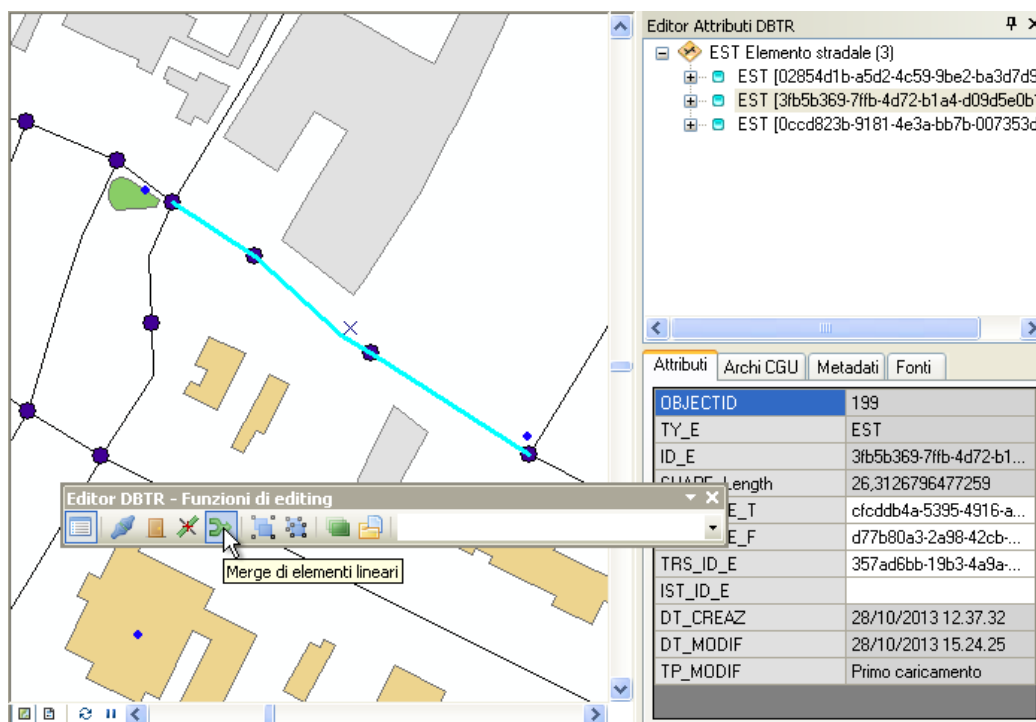 Editor Attributi DBTR
EST Elemento stradale (3)
EST [02854d1b-a5d2-4c59-9be2-ba3d7d9
EST [3fb5b369-7ffb-4d72-b1a4-d09d5e0b
EST [0ccd823b-9181-4e3a-bb7b-007353c
Attributi Archi CGU Metadati Fonti
OBJECTID 199
TY_E EST
ID_E 3fb5b369-7ffb-4d72-b1...
SHAPE_Length 26,3126796477259
E_T cfcddb4a-5395-4916-a...
E_F d77b80a3-2a98-42cb-...
TRS_ID_E 357ad6bb-19b3-4a9a-...
IST_ID_E
DT_CREAZ 28/10/2013 12.37.32
DT_MODIF 28/10/2013 15.24.25
TP_MODIF Primo caricamento
Editor DBTR - Funzioni di editing
Merge di elementi lineari